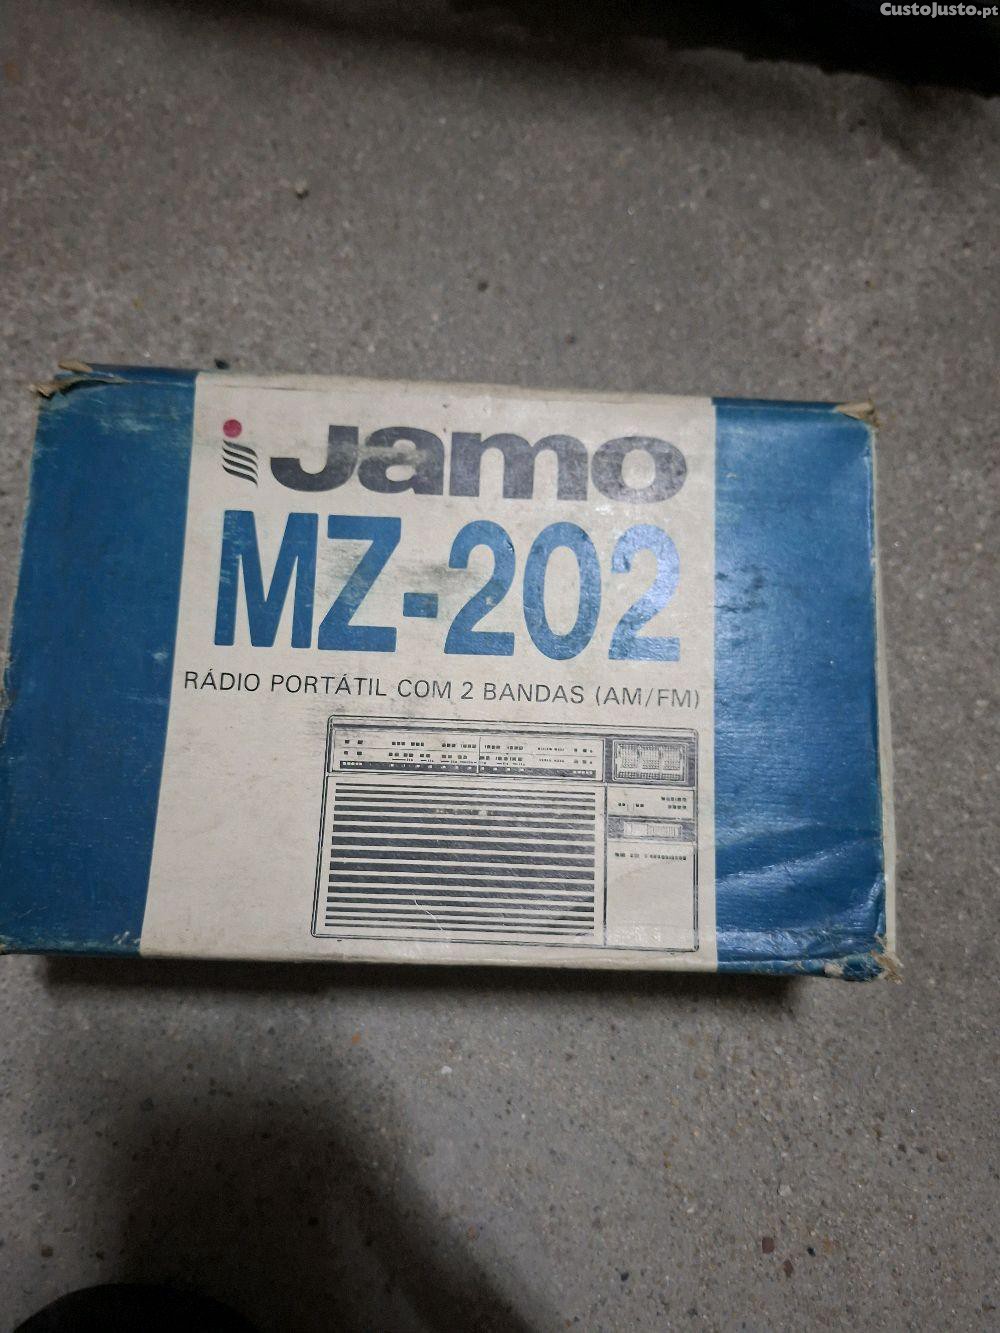 CustoJusto.pt
Jamo
MZ-202
RÁDIO PORTÁTIL COM 2 BANDAS (AM/FM)